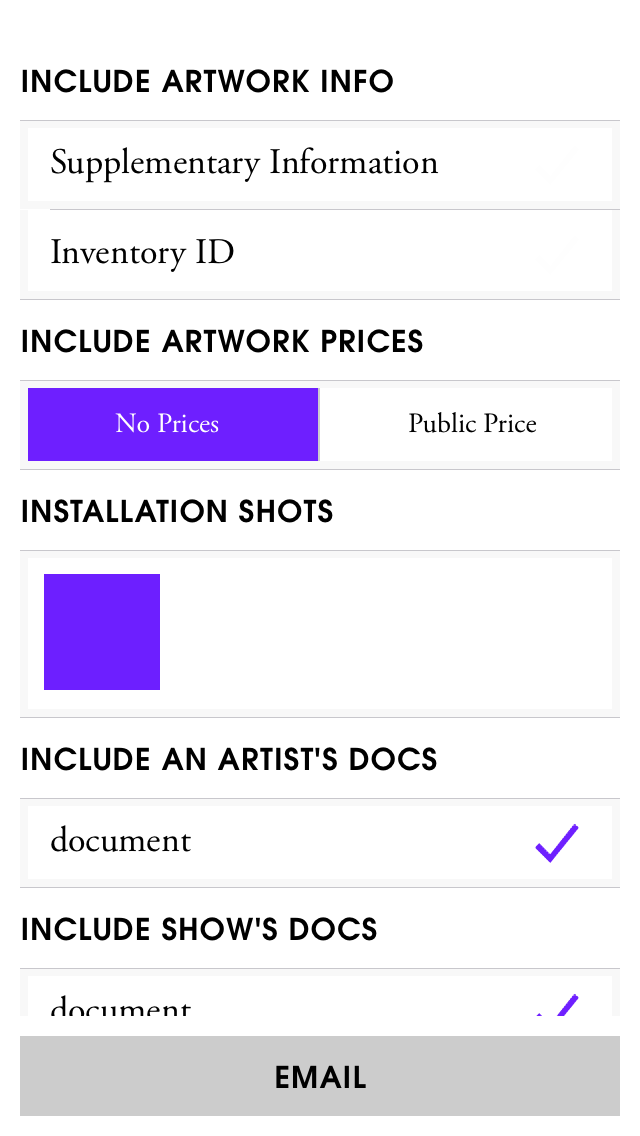 INCLUDE ARTWORK INFO
Supplementary Information
Inventory ID
INCLUDE ARTWORK PRICES
No Prices
Public Price
INSTALLATION SHOTS
INCLUDE AN ARTIST'S DOCS
document
INCLUDE SHOW'S DOCS
document
EMAIL